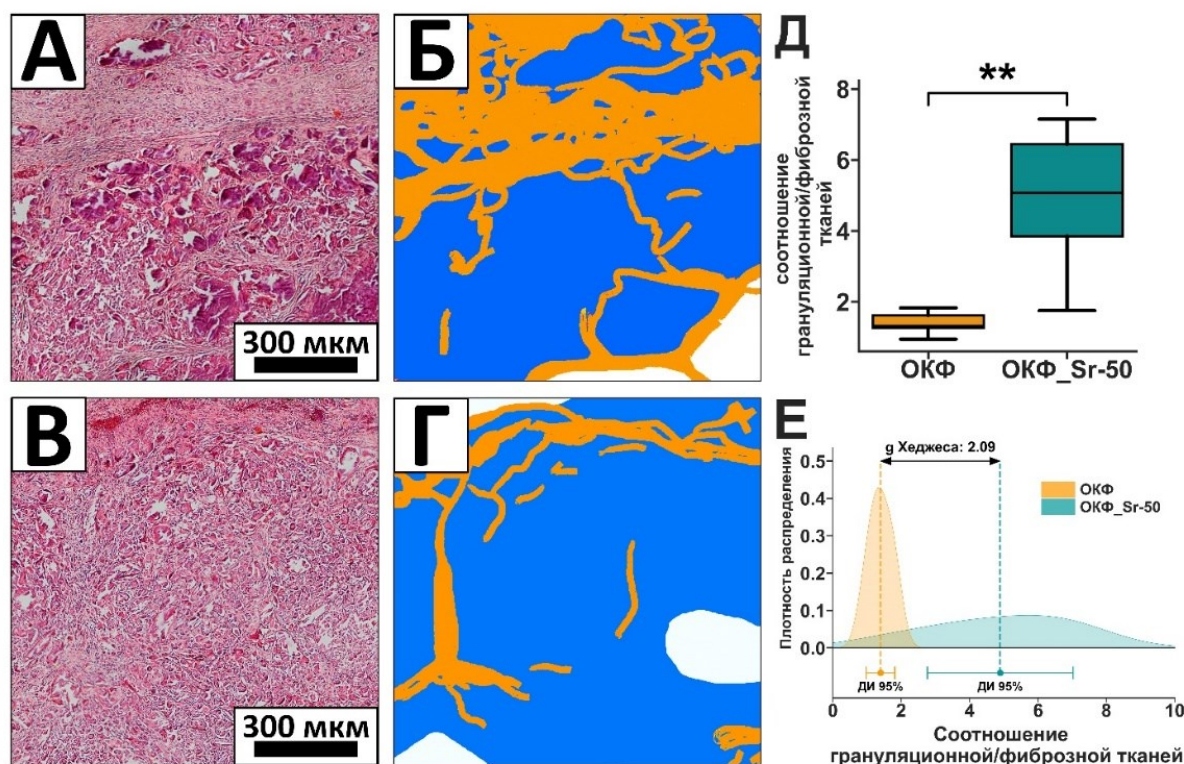 А
300 мкм
Б
В
300 мкм
Г
Д
**
соотношение
грануляционной/фиброзной
тканей
8
6
4
2
ОКФ
ОКФ_Sr-50
Е
g Хеджеса: 2.09
ОКФ
ОКФ_Sr-50
Плотность распределения
0.5
0.4
0.3
0.2
0.1
0.0
ДИ 95%
ДИ 95%
0
2
4
6
8
10
Соотношение
грануляционной/фиброзной тканей